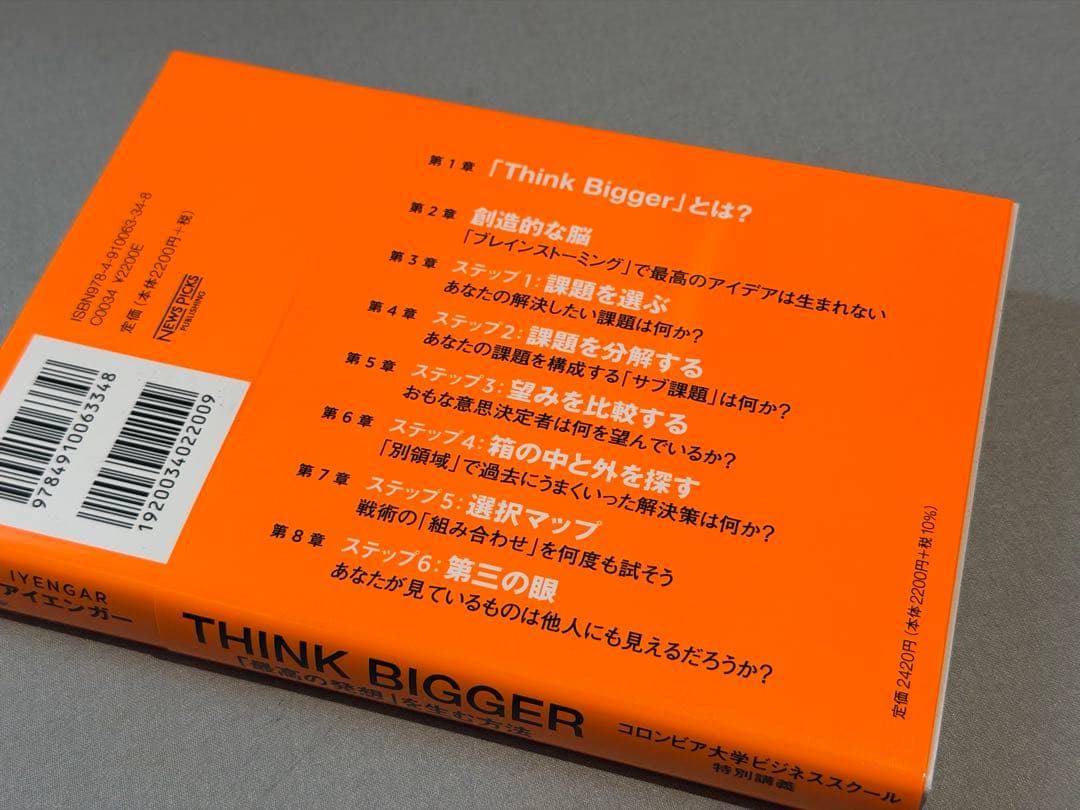 第1章 「Think Bigger」とは?
第2章 創造的な脳
「ブレインストーミング」で最高のアイデアは生まれない
第3章 ステップ1:課題を選ぶ
あなたの解決したい課題は何か?
第4章 ステップ2:課題を分解する
あなたの課題を構成する「サブ課題」は何か?
第5章 ステップ3:望みを比較する
おもな意思決定者は何を望んでいるか?
第6章 ステップ4:箱の中と外を探す
「別領域」で過去にうまくいった解決策は何か?
第7章 ステップ5:選択マップ
戦術の「組み合わせ」を何度も試そう
第8章 ステップ6:第三の眼
あなたが見ているものは他人にも見えるだろうか?
ISBN978-4-910063-34-8
C0034 ¥2200E
定価(本体2200円+税)
NEWS PICKS
PUBLISHING
9784910063348
1920034022009
定価 2420円(本体2200円+税10%)
IYENGAR
アイエンガー
THINK BIGGER
「最高の発想」を生む方法
コロンビア大学ビジネススクール
特別講義